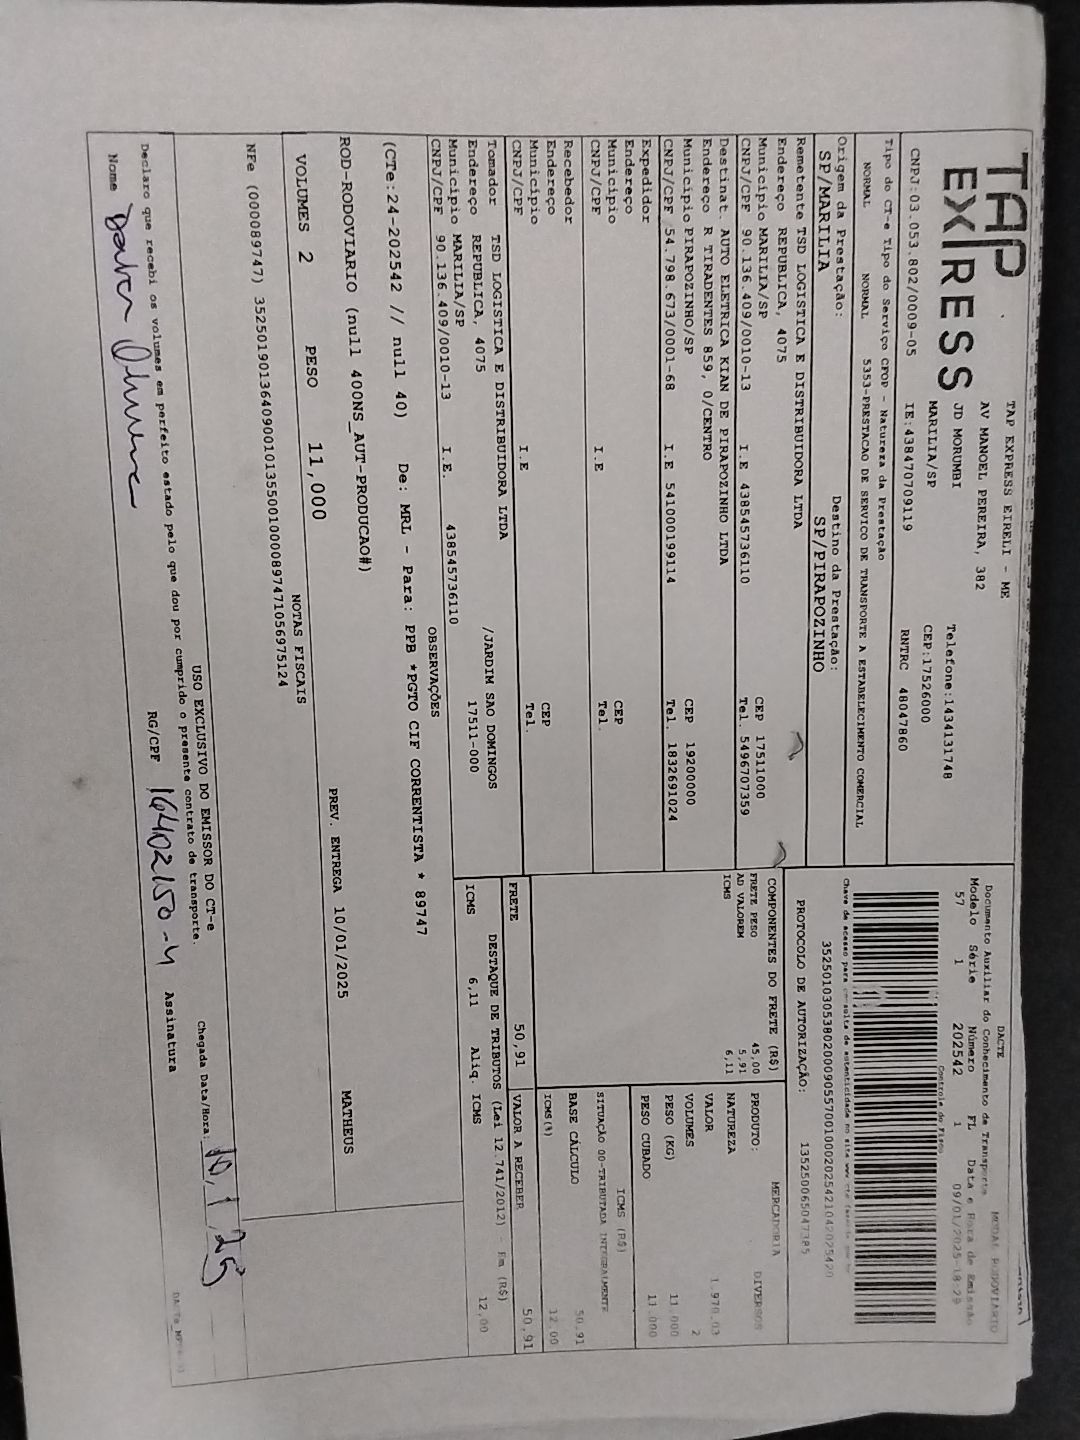 TAP
EXPRESS
TAP EXPRESS EIRELI - ME
AV MANOEL PEREIRA, 382
JD MORUMBI
MARILIA/SP
Telefone:1434131748
CEP:17526000
CNPJ:03.053.802/0009-05 IE:438470709119 RNTRC 48047860
Tipo do CT-e Tipo do Serviço CFOP - Natureza da Prestação
NORMAL NORMAL 5353-PRESTACAO DE SERVICO DE TRANSPORTE A ESTABELECIMENTO COMERCIAL
Origem da Prestação: Destino da Prestação:
SP/MARILIA SP/PIRAPOZINHO
Remetente TSD LOGISTICA E DISTRIBUIDORA LTDA
Endereço REPUBLICA, 4075
Município MARILIA/SP CEP 17511000
CNPJ/CPF 90.136.409/0010-13 I.E 438545736110 Tel. 5496707359
Destinat. AUTO ELETRICA KIAN DE PIRAPOZINHO LTDA
Endereço R TIRADENTES 859, 0/CENTRO
Município PIRAPOZINHO/SP CEP 19200000
CNPJ/CPF 54.798.673/0001-68 I.E 541000199114 Tel. 1832691024
Expedidor
Endereço
Município CEP
CNPJ/CPF I.E Tel.
Recebedor
Endereço
Município CEP
CNPJ/CPF I.E Tel.
Tomador TSD LOGISTICA E DISTRIBUIDORA LTDA
Endereço REPUBLICA, 4075 /JARDIM SAO DOMINGOS
Município MARILIA/SP 17511-000
CNPJ/CPF 90.136.409/0010-13 I.E. 438545736110
DACTE
Documento Auxiliar do Conhecimento de Transporte
MODAL RODOVIARIO
Modelo Série Número FL Data e Hora de Emissão
57 1 202542 1 09/01/2025-18:29
Controle do Fisco
35250103053802000905570010002025421042025420
PROTOCOLO DE AUTORIZAÇÃO: 135250065047385
COMPONENTES DO FRETE (R$)
FRETE PESO 45,00
AD VALOREM 5,91
ICMS 6,11
MERCADORIA
PRODUTO: DIVERSOS
NATUREZA
VALOR 1.970,03
VOLUMES 2
PESO (KG) 11.000
PESO CUBADO 11.000
ICMS (R$)
SITUAÇÃO 00-TRIBUTADA INTEGRALMENTE
BASE CÁLCULO 50,91
ICMS(%) 12,00
FRETE 50,91 VALOR A RECEBER 50,91
DESTAQUE DE TRIBUTOS (Lei 12.741/2012) - Em (R$)
ICMS 6,11 Aliq. ICMS 12,00
OBSERVAÇÕES
(CTe:24-202542 // null 40) De: MRL - Para: PPB *PGTO CIF CORRENTISTA * 89747
ROD-RODOVIARIO (null 400NS_AUT-PRODUCAO#)
PREV. ENTREGA 10/01/2025 MATHEUS
VOLUMES 2 PESO 11,000
NOTAS FISCAIS
NFe (000089747) 35250190136409001013550010000897471056975124
USO EXCLUSIVO DO EMISSOR DO CT-e
Declaro que recebi os volumes em perfeito estado pelo que dou por cumprido o presente contrato de transporte.
Chegada Data/Hora: 10/1/25
Nome RG/CPF 16402150-4 Assinatura